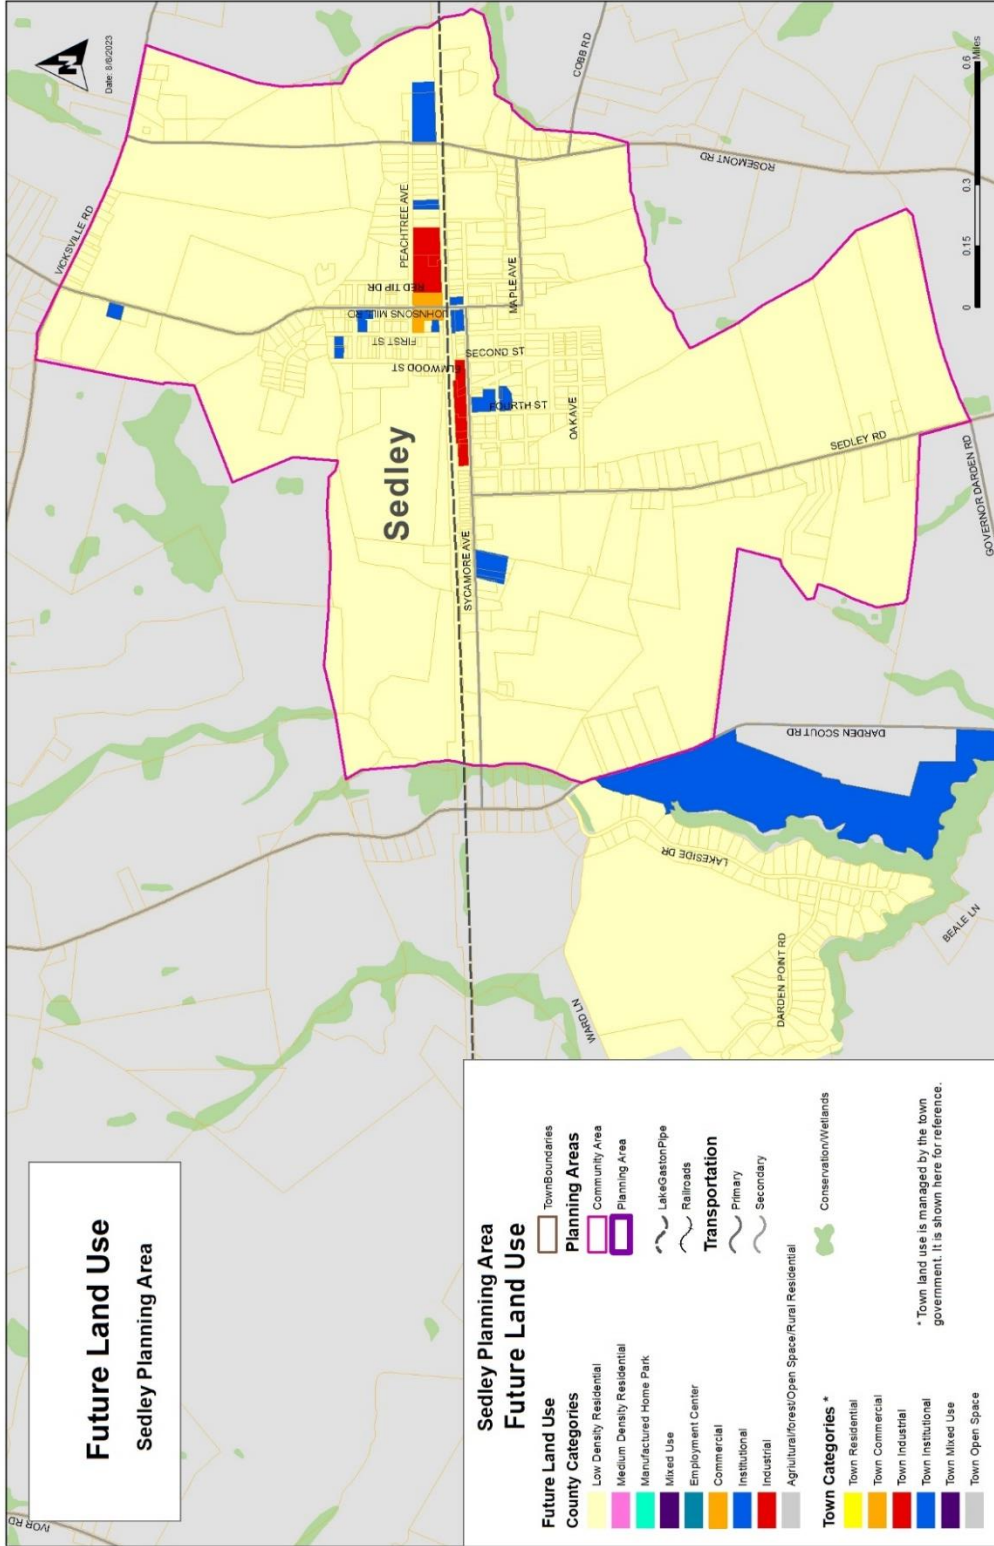 Future Land Use
Sedley Planning Area
Sedley Planning Area
Future Land Use
Future Land Use
County Categories
Low Density Residential
Medium Density Residential
Manufactured Home Park
Mixed Use
Employment Center
Commercial
Institutional
Industrial
Agriultural/forest/Open Space/Rural Residential
Town Categories *
Town Residential
Town Commercial
Town Industrial
Town Institutional
Town Mixed Use
Town Open Space
TownBoundaries
Planning Areas
Community Area
Planning Area
LakeGastonPipe
Railroads
Transportation
Primary
Secondary
Conservation/Wetlands
* Town land use is managed by the town
government. It is shown here for reference.
IVOR RD
WARD LN
DARDEN POINT RD
LAKESIDE DR
BEALE LN
DARDEN SCOUT RD
SYCAMORE AVE
Sedley
ELMWOOD ST
FIRST ST
SECOND ST
FOURTH ST
OAK AVE
MAPLE AVE
JOHNSONS MILL RD
RED TIP DR
PEACHTREE AVE
VICKSVILLE RD
SEDLEY RD
GOVERNOR DARDEN RD
ROSEMONT RD
COBB RD
N
Date: 8/8/2023
0 0.15 0.3 0.6
Miles